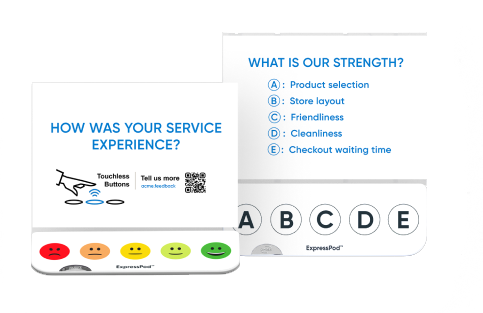 HOW WAS YOUR SERVICE
EXPERIENCE?
Touchless
Buttons
Tell us more
acme.feedback
ExpressPod™
WHAT IS OUR STRENGTH?
A : Product selection
B : Store layout
C : Friendliness
D : Cleanliness
E : Checkout waiting time
A B C D E
ExpressPod™